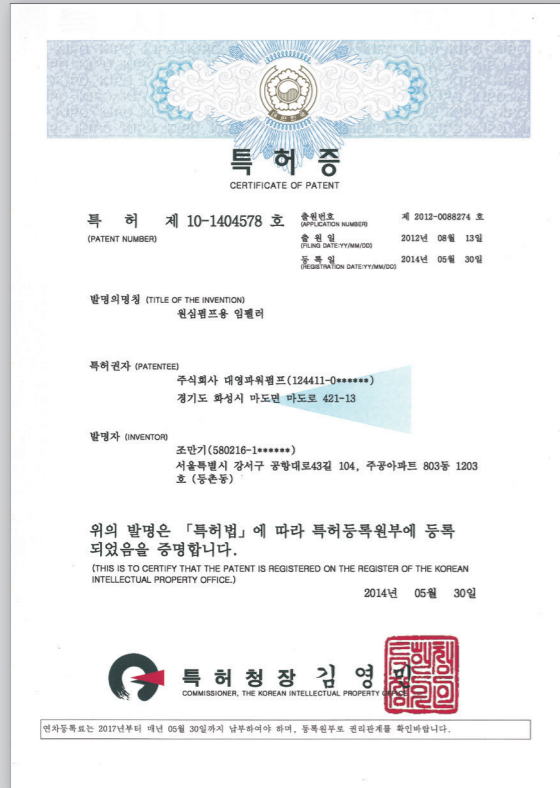 특허증
CERTIFICATE OF PATENT
특 허 제 10-1404578 호
(PATENT NUMBER)
출원번호 제 2012-0088274 호
(APPLICATION NUMBER)
출원일 2012년 08월 13일
(FILING DATE:YY/MM/DD)
등록일 2014년 05월 30일
(REGISTRATION DATE:YY/MM/DD)
발명의명칭 (TITLE OF THE INVENTION)
원심펌프용 임펠러
특허권자 (PATENTEE)
주식회사 대영파워펌프(124411-0******)
경기도 화성시 마도면 마도로 421-13
발명자 (INVENTOR)
조만기(580216-1******)
서울특별시 강서구 공항대로43길 104, 주공아파트 803동 1203
호 (등촌동)
위의 발명은 「특허법」에 따라 특허등록원부에 등록
되었음을 증명합니다.
(THIS IS TO CERTIFY THAT THE PATENT IS REGISTERED ON THE REGISTER OF THE KOREAN
INTELLECTUAL PROPERTY OFFICE.)
2014년 05월 30일
특허청장 김영민
COMMISSIONER, THE KOREAN INTELLECTUAL PROPERTY OFFICE
연차등록료는 2017년부터 매년 05월 30일까지 납부하여야 하며, 등록원부로 권리관계를 확인바랍니다.